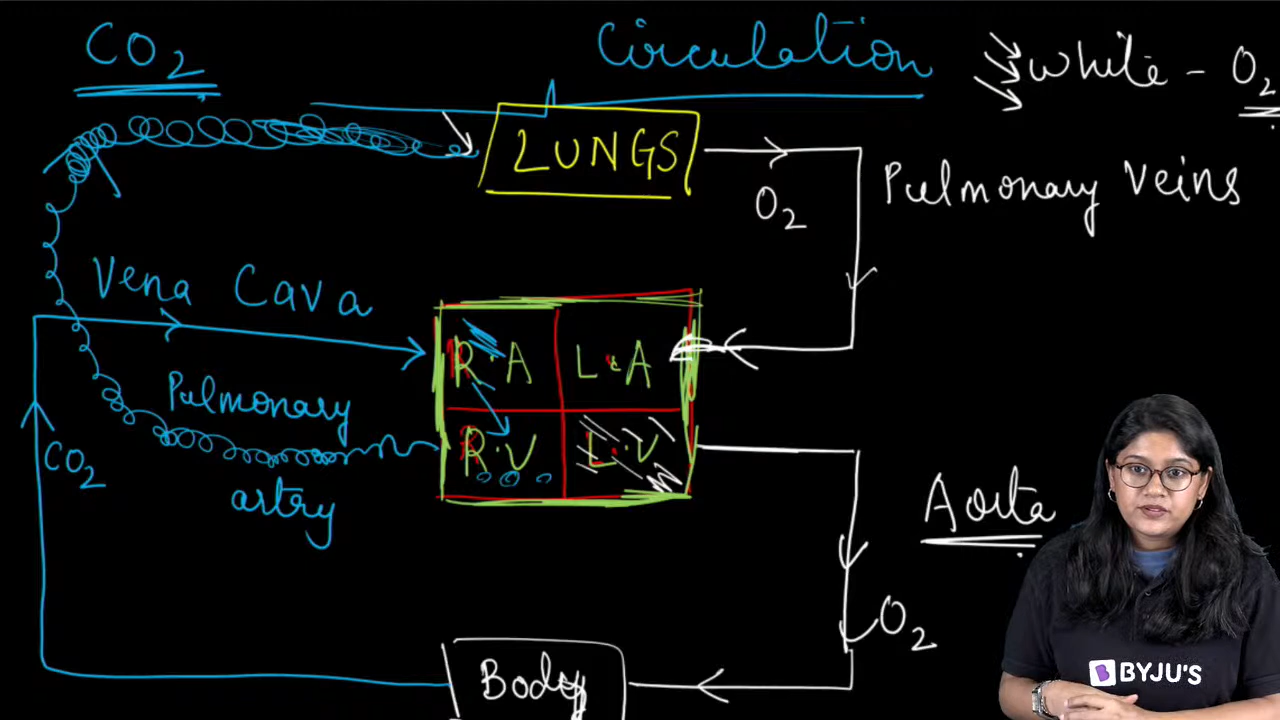 CO2
Circulation
White - O2
LUNGS
O2
Pulmonary Veins
Vena Cava
R.A
L.A
Pulmonary
artery
R.V
L.V
CO2
Aorta
O2
Body
BYJU'S